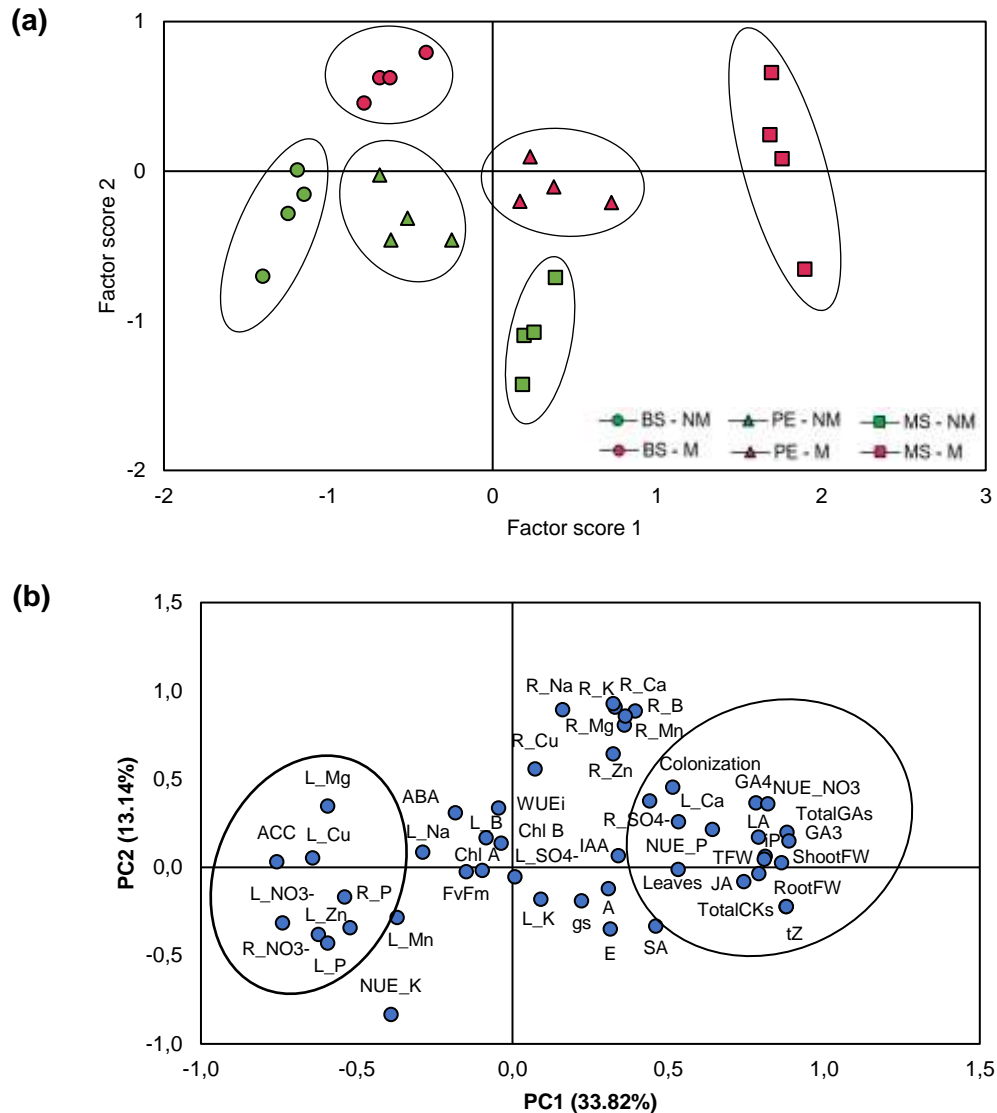 (a)
1
0
-1
-2
Factor score 2
BS - NM PE - NM MS - NM
BS - M PE - M MS - M
-2 -1 0 1 2 3
Factor score 1
(b)
1,5
1,0
0,5
0,0
-0,5
-1,0
PC2 (13.14%)
R_Na R_K R_Ca
R_B
R_Mg R_Mn
R_Cu
R_Zn
Colonization
L_Mg
ABA WUEi
GA4 NUE_NO3
L_Ca
ACC L_Cu
L_Na L_B Chl B
R_SO4- LA TotalGAs
IAA NUE_P iP GA3
Chl A L_SO4- TFW ShootFW
L_NO3- R_P FvFm
Leaves JA RootFW
L_Zn A TotalCKs
R_NO3- L_Mn L_K gs
L_P E SA tZ
NUE_K
-1,0 -0,5 0,0 0,5 1,0 1,5
PC1 (33.82%)